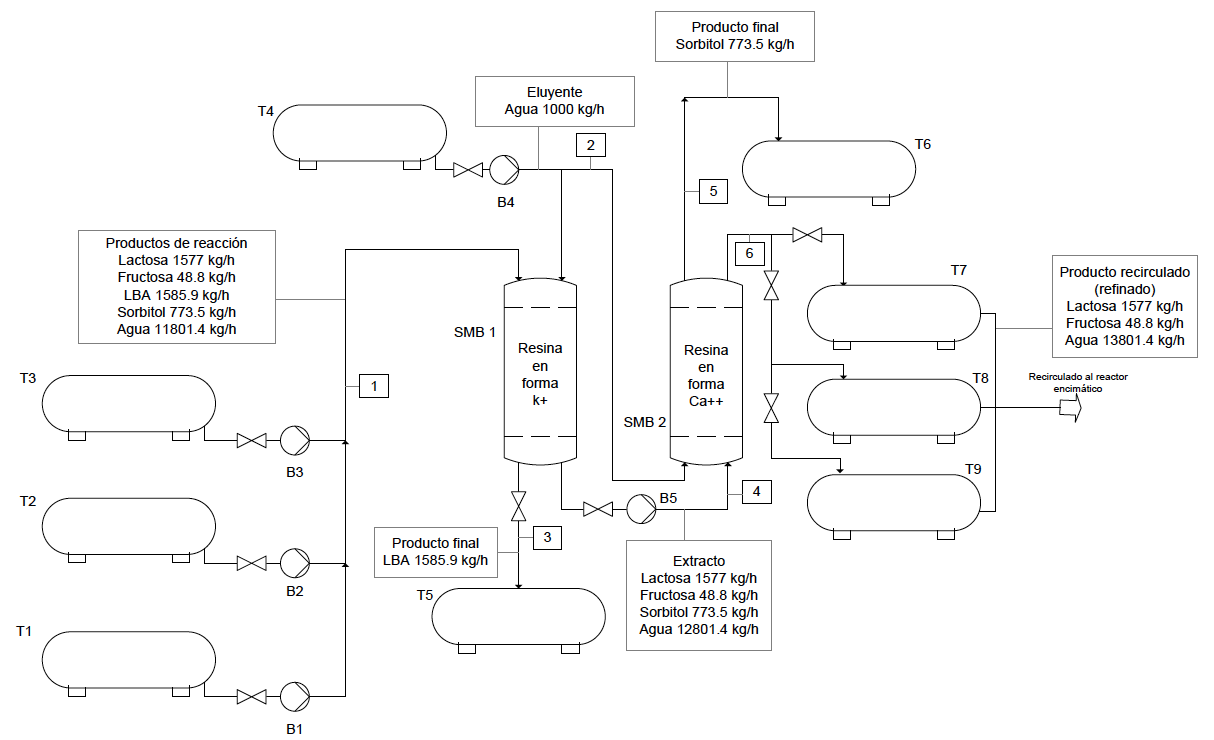 Producto final
Sorbitol 773.5 kg/h
Eluyente
Agua 1000 kg/h
T4
2
T6
B4
5
Productos de reacción
Lactosa 1577 kg/h
Fructosa 48.8 kg/h
LBA 1585.9 kg/h
Sorbitol 773.5 kg/h
Agua 11801.4 kg/h
6
T7
Producto recirculado
(refinado)
Lactosa 1577 kg/h
Fructosa 48.8 kg/h
Agua 13801.4 kg/h
SMB 1
Resina
en
forma
k+
Resina
en
forma
Ca++
SMB 2
T3
1
T8
Recirculado al reactor
encimático
B3
T9
T2
B5
4
3
Producto final
LBA 1585.9 kg/h
Extracto
Lactosa 1577 kg/h
Fructosa 48.8 kg/h
Sorbitol 773.5 kg/h
Agua 12801.4 kg/h
B2
T5
T1
B1